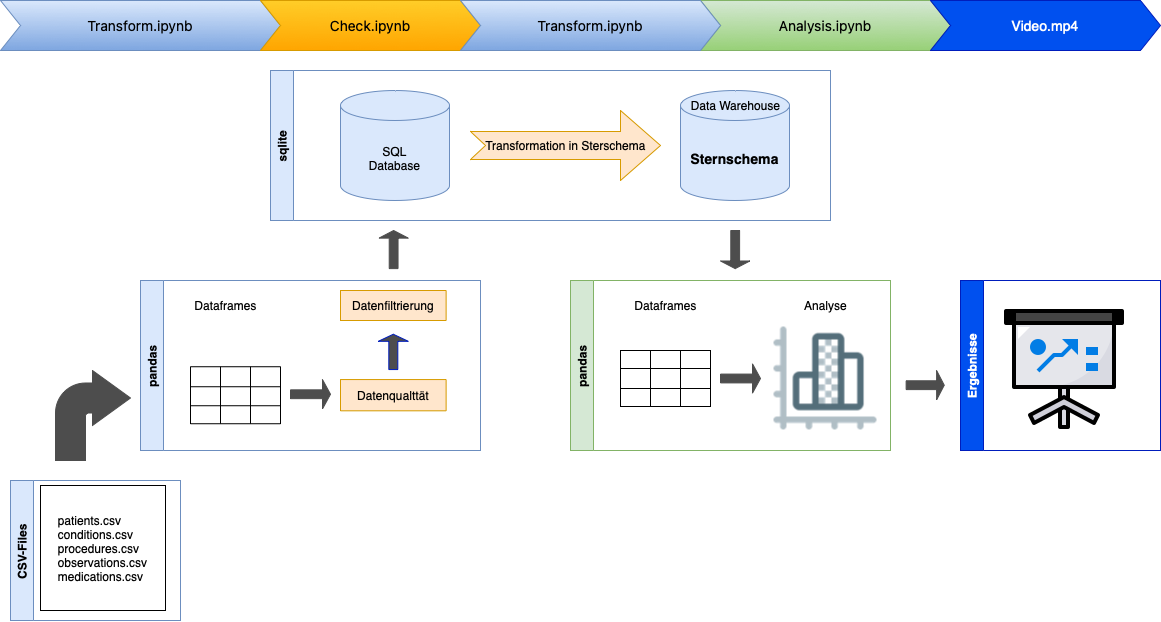 Transform.ipynb
Check.ipynb
Transform.ipynb
Analysis.ipynb
Video.mp4
sqlite
SQL
Database
Transformation in Sterschema
Data Warehouse
Sternschema
pandas
Dataframes
Datenfiltrierung
Datenqualttät
pandas
Dataframes
Analyse
Ergebnisse
CSV-Files
patients.csv
conditions.csv
procedures.csv
observations.csv
medications.csv